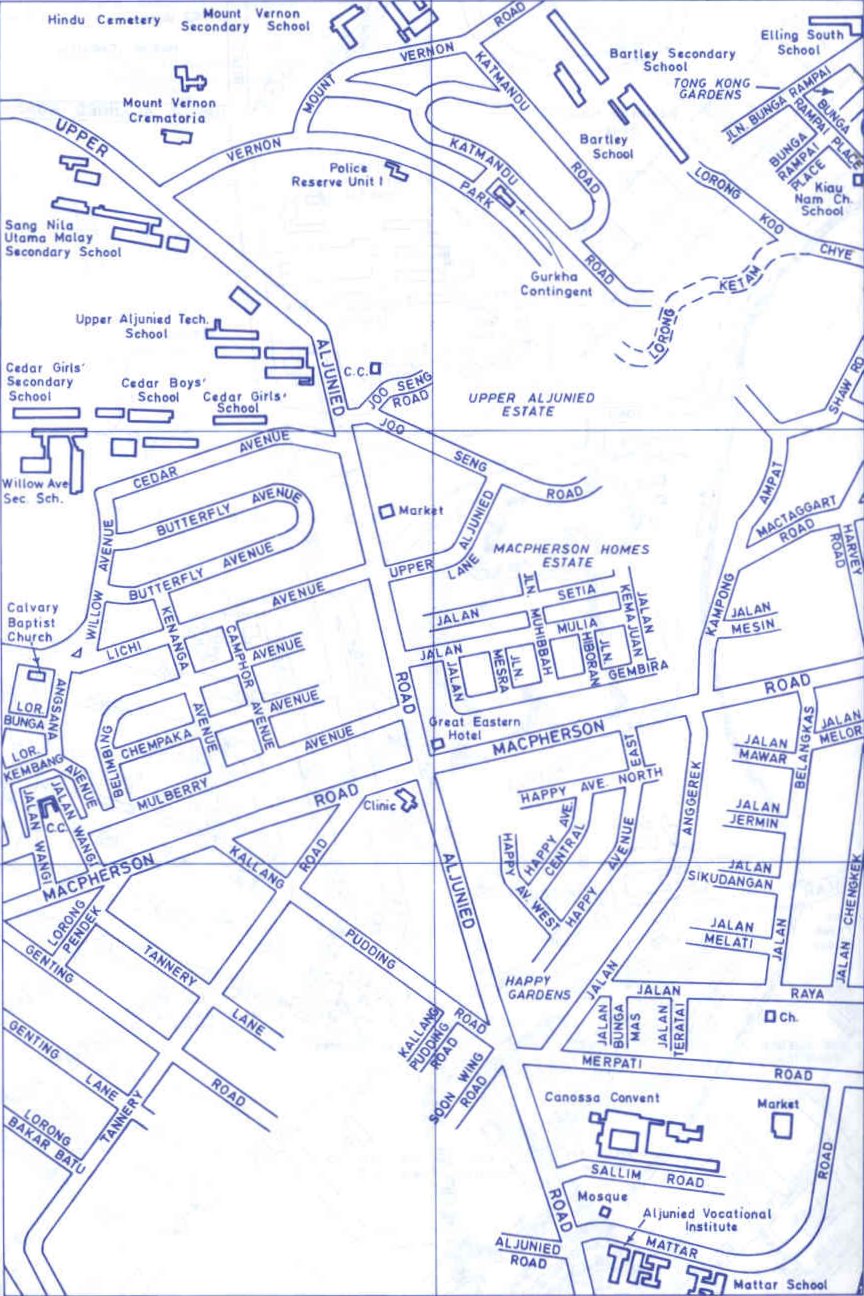 Hindu Cemetery
Mount Vernon
Secondary School
ROAD
VERNON
MOUNT
VERNON
Mount Vernon
Crematoria
UPPER
Police
Reserve Unit 1
KATMANDU
ROAD
KATMANDU
ROAD
PARK
Gurkha
Contingent
Bartley Secondary
School
Bartley
School
Elling South
School
TONG KONG
GARDENS
JLN. BUNGA RAMPAI
BUNGA
RAMPAI PLACE
BUNGA
RAMPAI
PLACE
Kiau
Nam Ch.
School
LORONG
KOO
CHYE
KETAM
LORONG
SHAW RD
Sang Nila
Utama Malay
Secondary School
Upper Aljunied Tech.
School
ALJUNIED
Cedar Girls'
Secondary
School
Cedar Boys'
School
Cedar Girls'
School
C.C.
JOO SENG
ROAD
JOO
SENG
ROAD
UPPER ALJUNIED
ESTATE
Willow Ave
Sec. Sch.
CEDAR
AVENUE
BUTTERFLY
AVENUE
BUTTERFLY
AVENUE
WILLOW
AVENUE
Market
UPPER
ALJUNIED
LANE
MACPHERSON HOMES
ESTATE
AMPAT
KAMPONG
MACTAGGART
ROAD
HARVEY
ROAD
JALAN
MESIN
Calvary
Baptist
Church
LICHI
AVENUE
KENANGA
AVENUE
CAMPHOR
AVENUE
AVENUE
AVENUE
CHEMPAKA
BELIMBING
MULBERRY
AVENUE
ANGSANA
AVENUE
LOR.
BUNGA
LOR.
KEMBANG
JALAN WANGI
JALAN WANGI
C.C.
JALAN
SETIA
JLN.
MUHIBBAH
MULIA
JALAN
KEMAJUAN
JLN.
HIBORAN
JALAN
GEMBIRA
JALAN
JLN.
MESRA
ROAD
Great Eastern
Hotel
MACPHERSON
ROAD
MACPHERSON
ROAD
Clinic
HAPPY AVE. NORTH
EAST
HAPPY
AVENUE
HAPPY AVE.
CENTRAL
HAPPY
AV. WEST
HAPPY
GARDENS
ANGGEREK
JALAN
JALAN
MAWAR
BELANGKAS
JALAN
JALAN
MELOR
JALAN
JERMIN
JALAN
SIKUDANGAN
JALAN
MELATI
JALAN CHENGKEK
JALAN
RAYA
JALAN
BUNGA
MAS
JALAN
TERATAI
Ch.
ALJUNIED
ROAD
KALLANG
PUDDING
ROAD
ROAD
KALLANG
PUDDING
ROAD
SOON WING
ROAD
LORONG
PENDEK
TANNERY
LANE
GENTING
ROAD
GENTING
LANE
TANNERY
LORONG
BAKAR BATU
MERPATI
ROAD
Canossa Convent
Market
SALLIM ROAD
Mosque
Aljunied Vocational
Institute
MATTAR
ROAD
ALJUNIED
ROAD
Mattar School